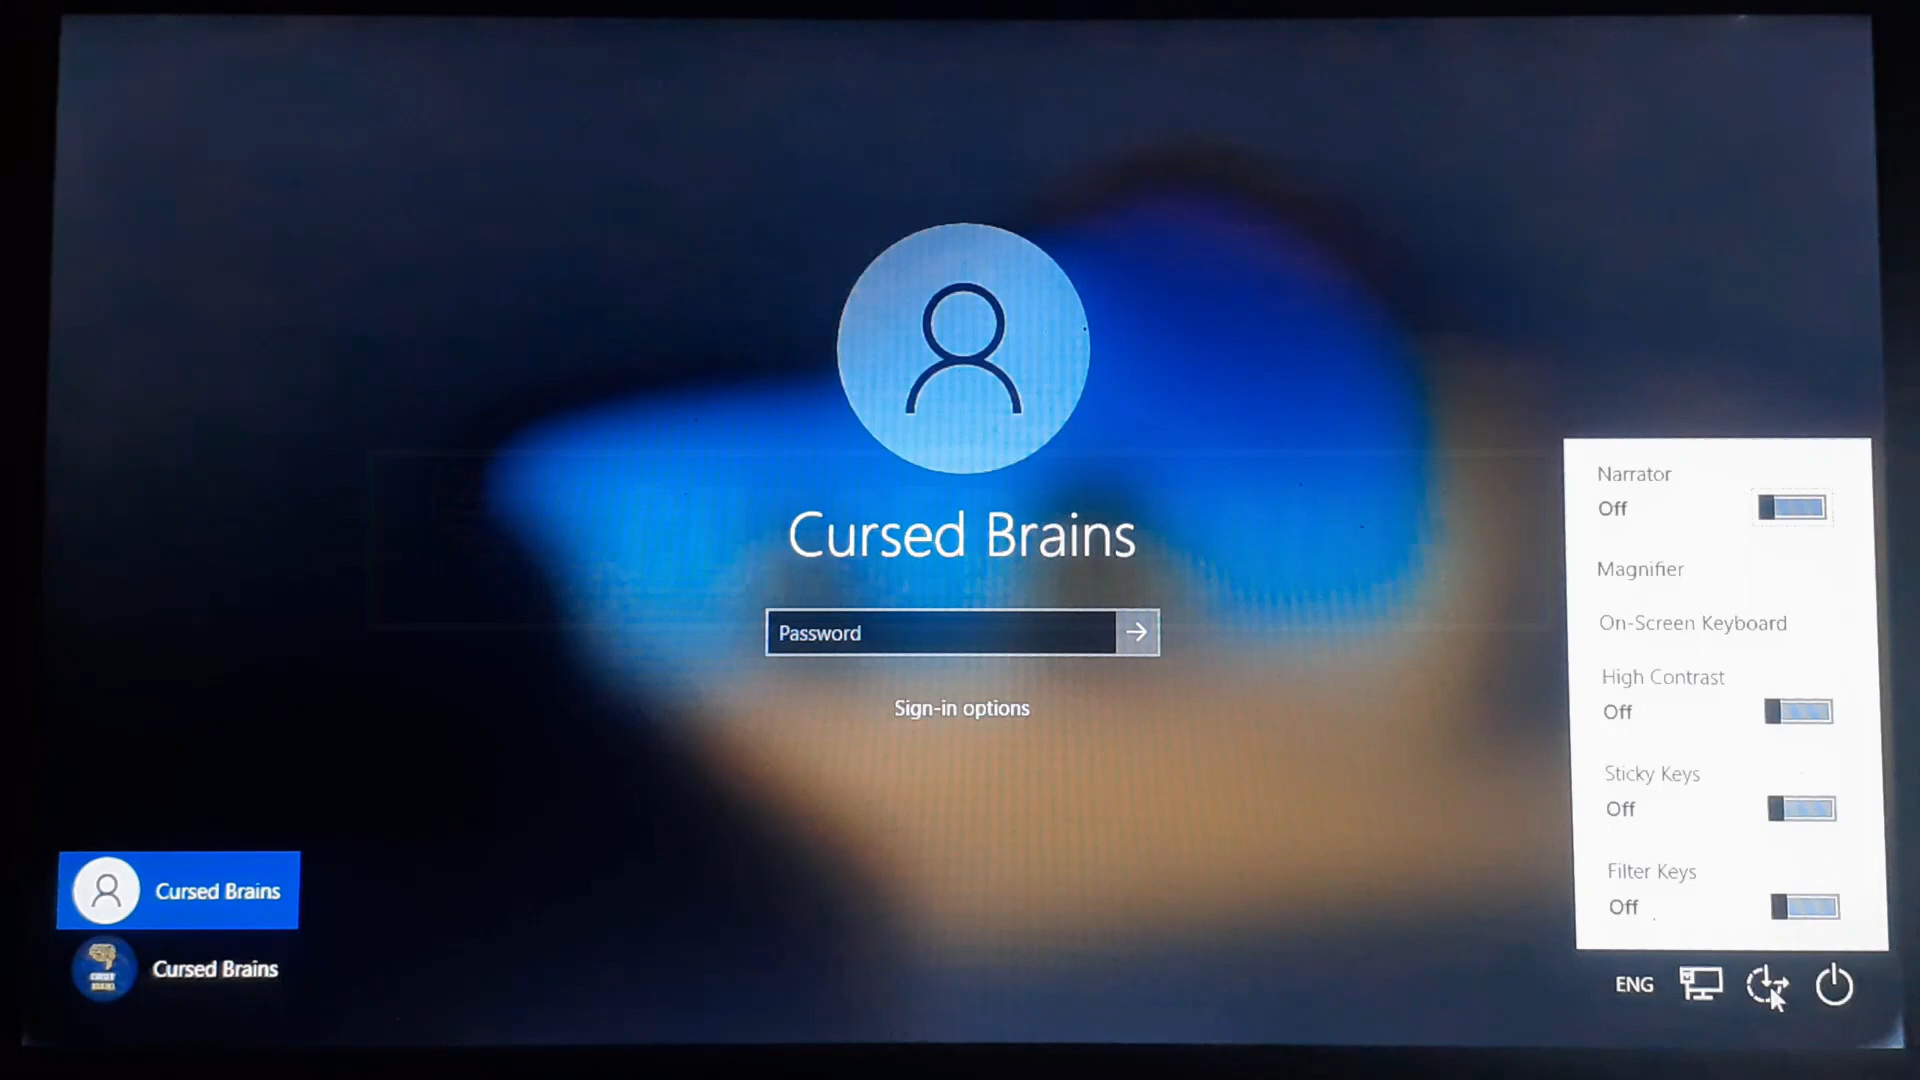 Cursed Brains
Password
Sign-in options
Narrator
Off
Magnifier
On-Screen Keyboard
High Contrast
Off
Sticky Keys
Off
Filter Keys
Off
Cursed Brains
Cursed Brains
ENG